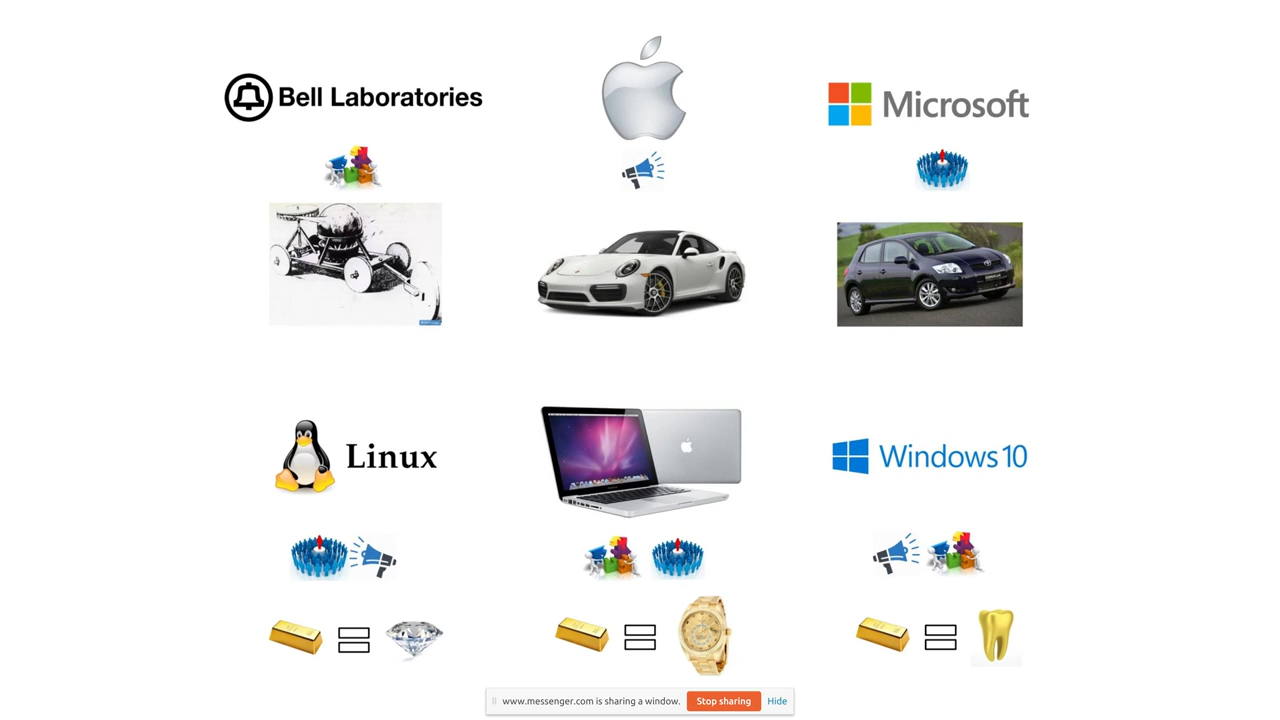 Bell Laboratories
Microsoft
Linux
Windows 10
www.messenger.com is sharing a window.
Stop sharing
Hide